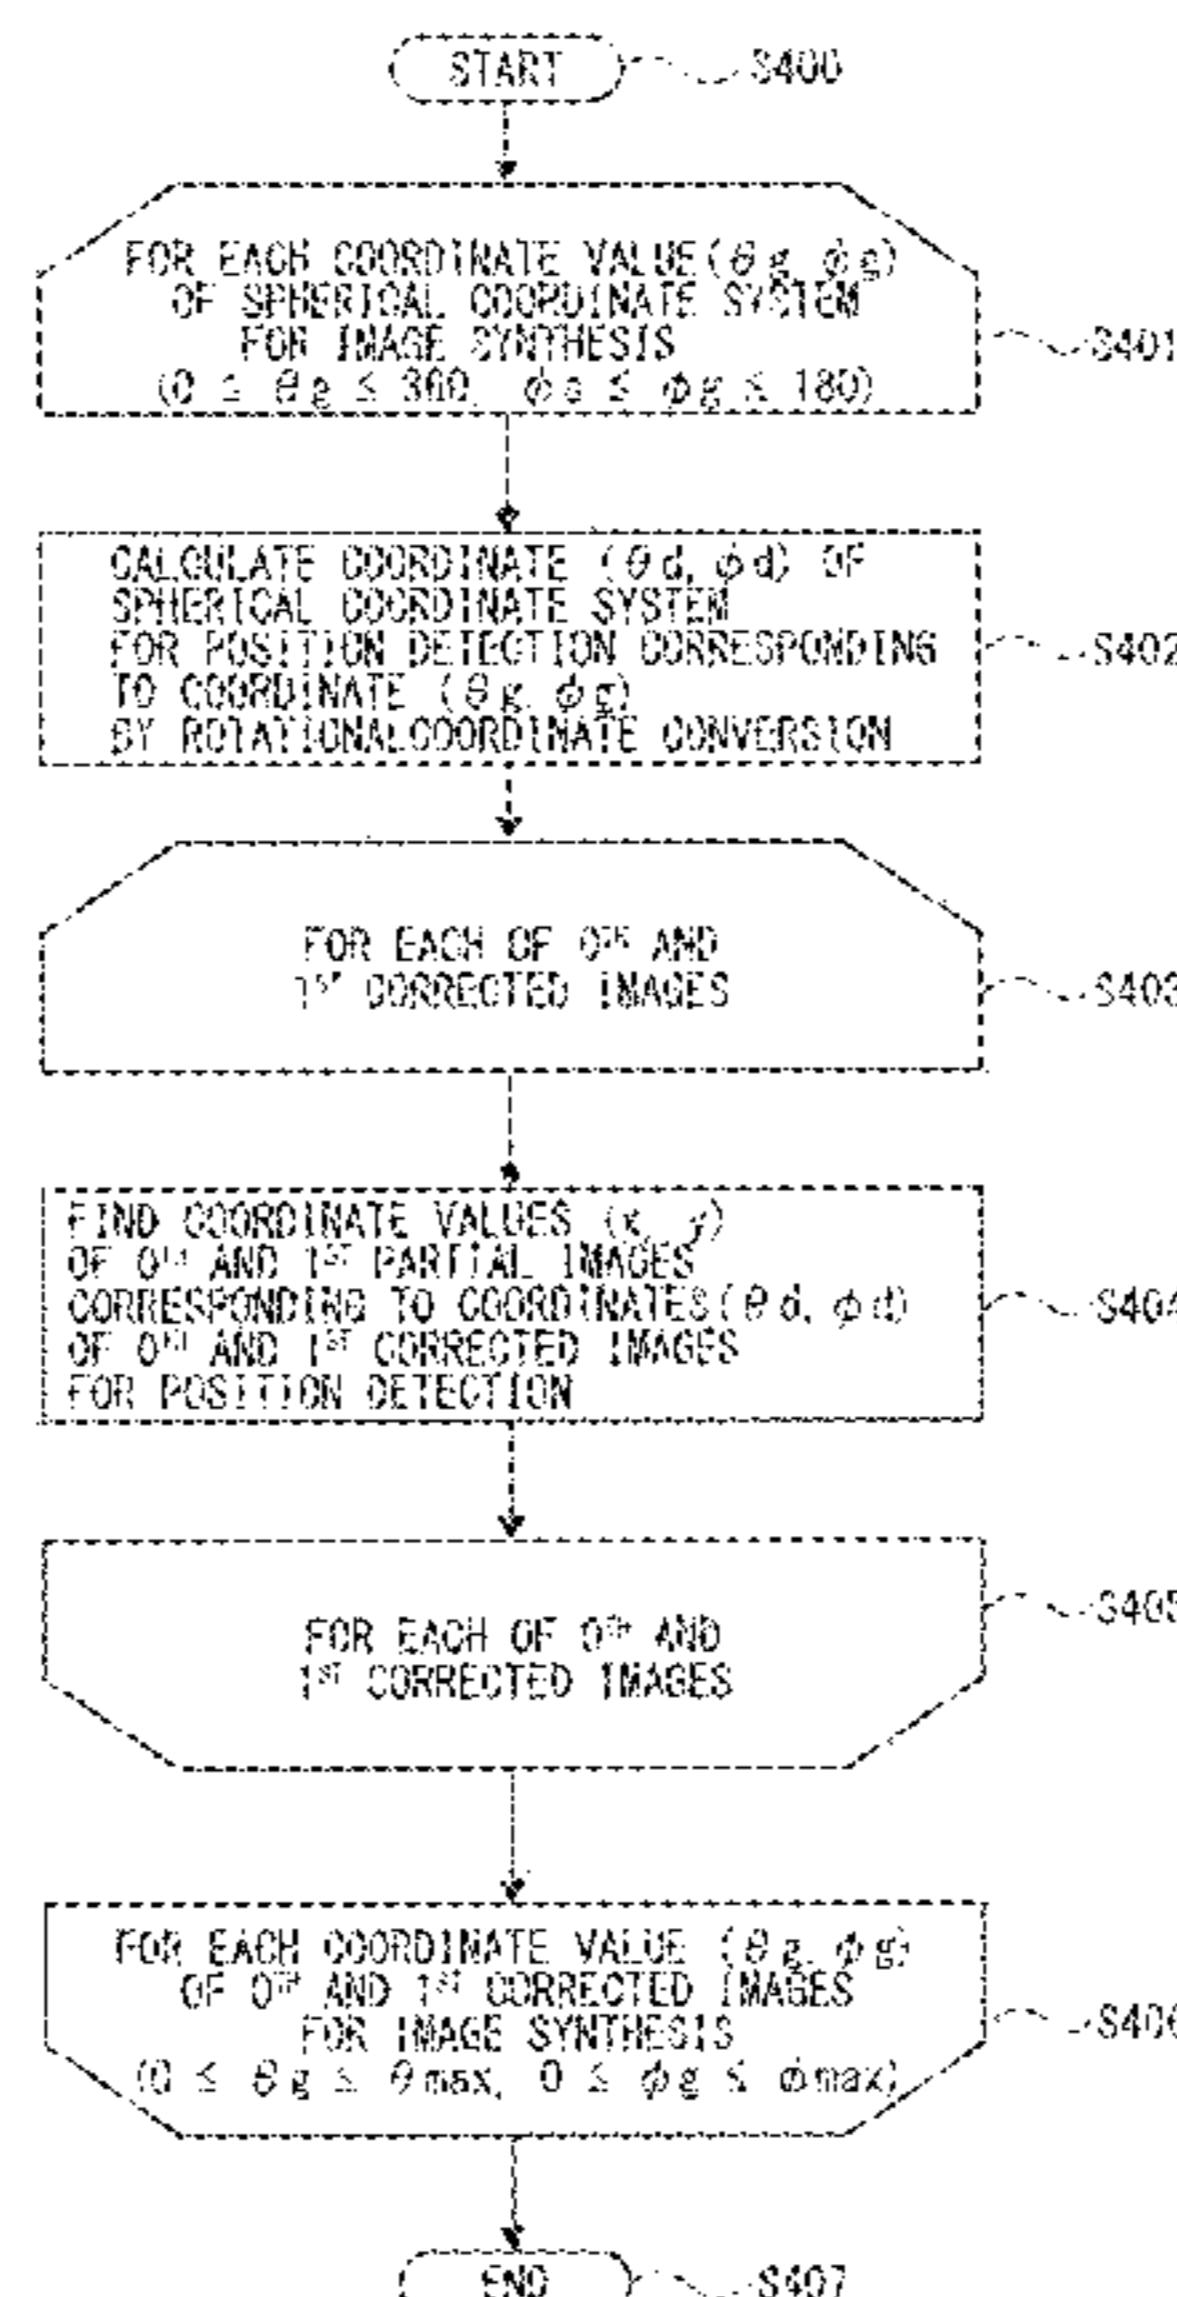 START
S400
FOR EACH COORDINATE VALUE(θg, φg)
OF SPHERICAL COORDINATE SYSTEM
FOR IMAGE SYNTHESIS
(0 ≤ θg ≤ 360, φa ≤ φg ≤ 180)
S401
CALCULATE COORDINATE (θd, φd) OF
SPHERICAL COORDINATE SYSTEM
FOR POSITION DETECTION CORRESPONDING
TO COORDINATE (θg, φg)
BY ROTATIONALCOORDINATE CONVERSION
S402
FOR EACH OF 0TH AND
1ST CORRECTED IMAGES
S403
FIND COORDINATE VALUES (x, y)
OF 0TH AND 1ST PARTIAL IMAGES
CORRESPONDING TO COORDINATES(θd, φd)
OF 0TH AND 1ST CORRECTED IMAGES
FOR POSITION DETECTION
S404
FOR EACH OF 0TH AND
1ST CORRECTED IMAGES
S405
FOR EACH COORDINATE VALUE (θg, φg)
OF 0TH AND 1ST CORRECTED IMAGES
FOR IMAGE SYNTHESIS
(0 ≤ θg ≤ θmax, 0 ≤ φg ≤ φmax)
S406
END
S407